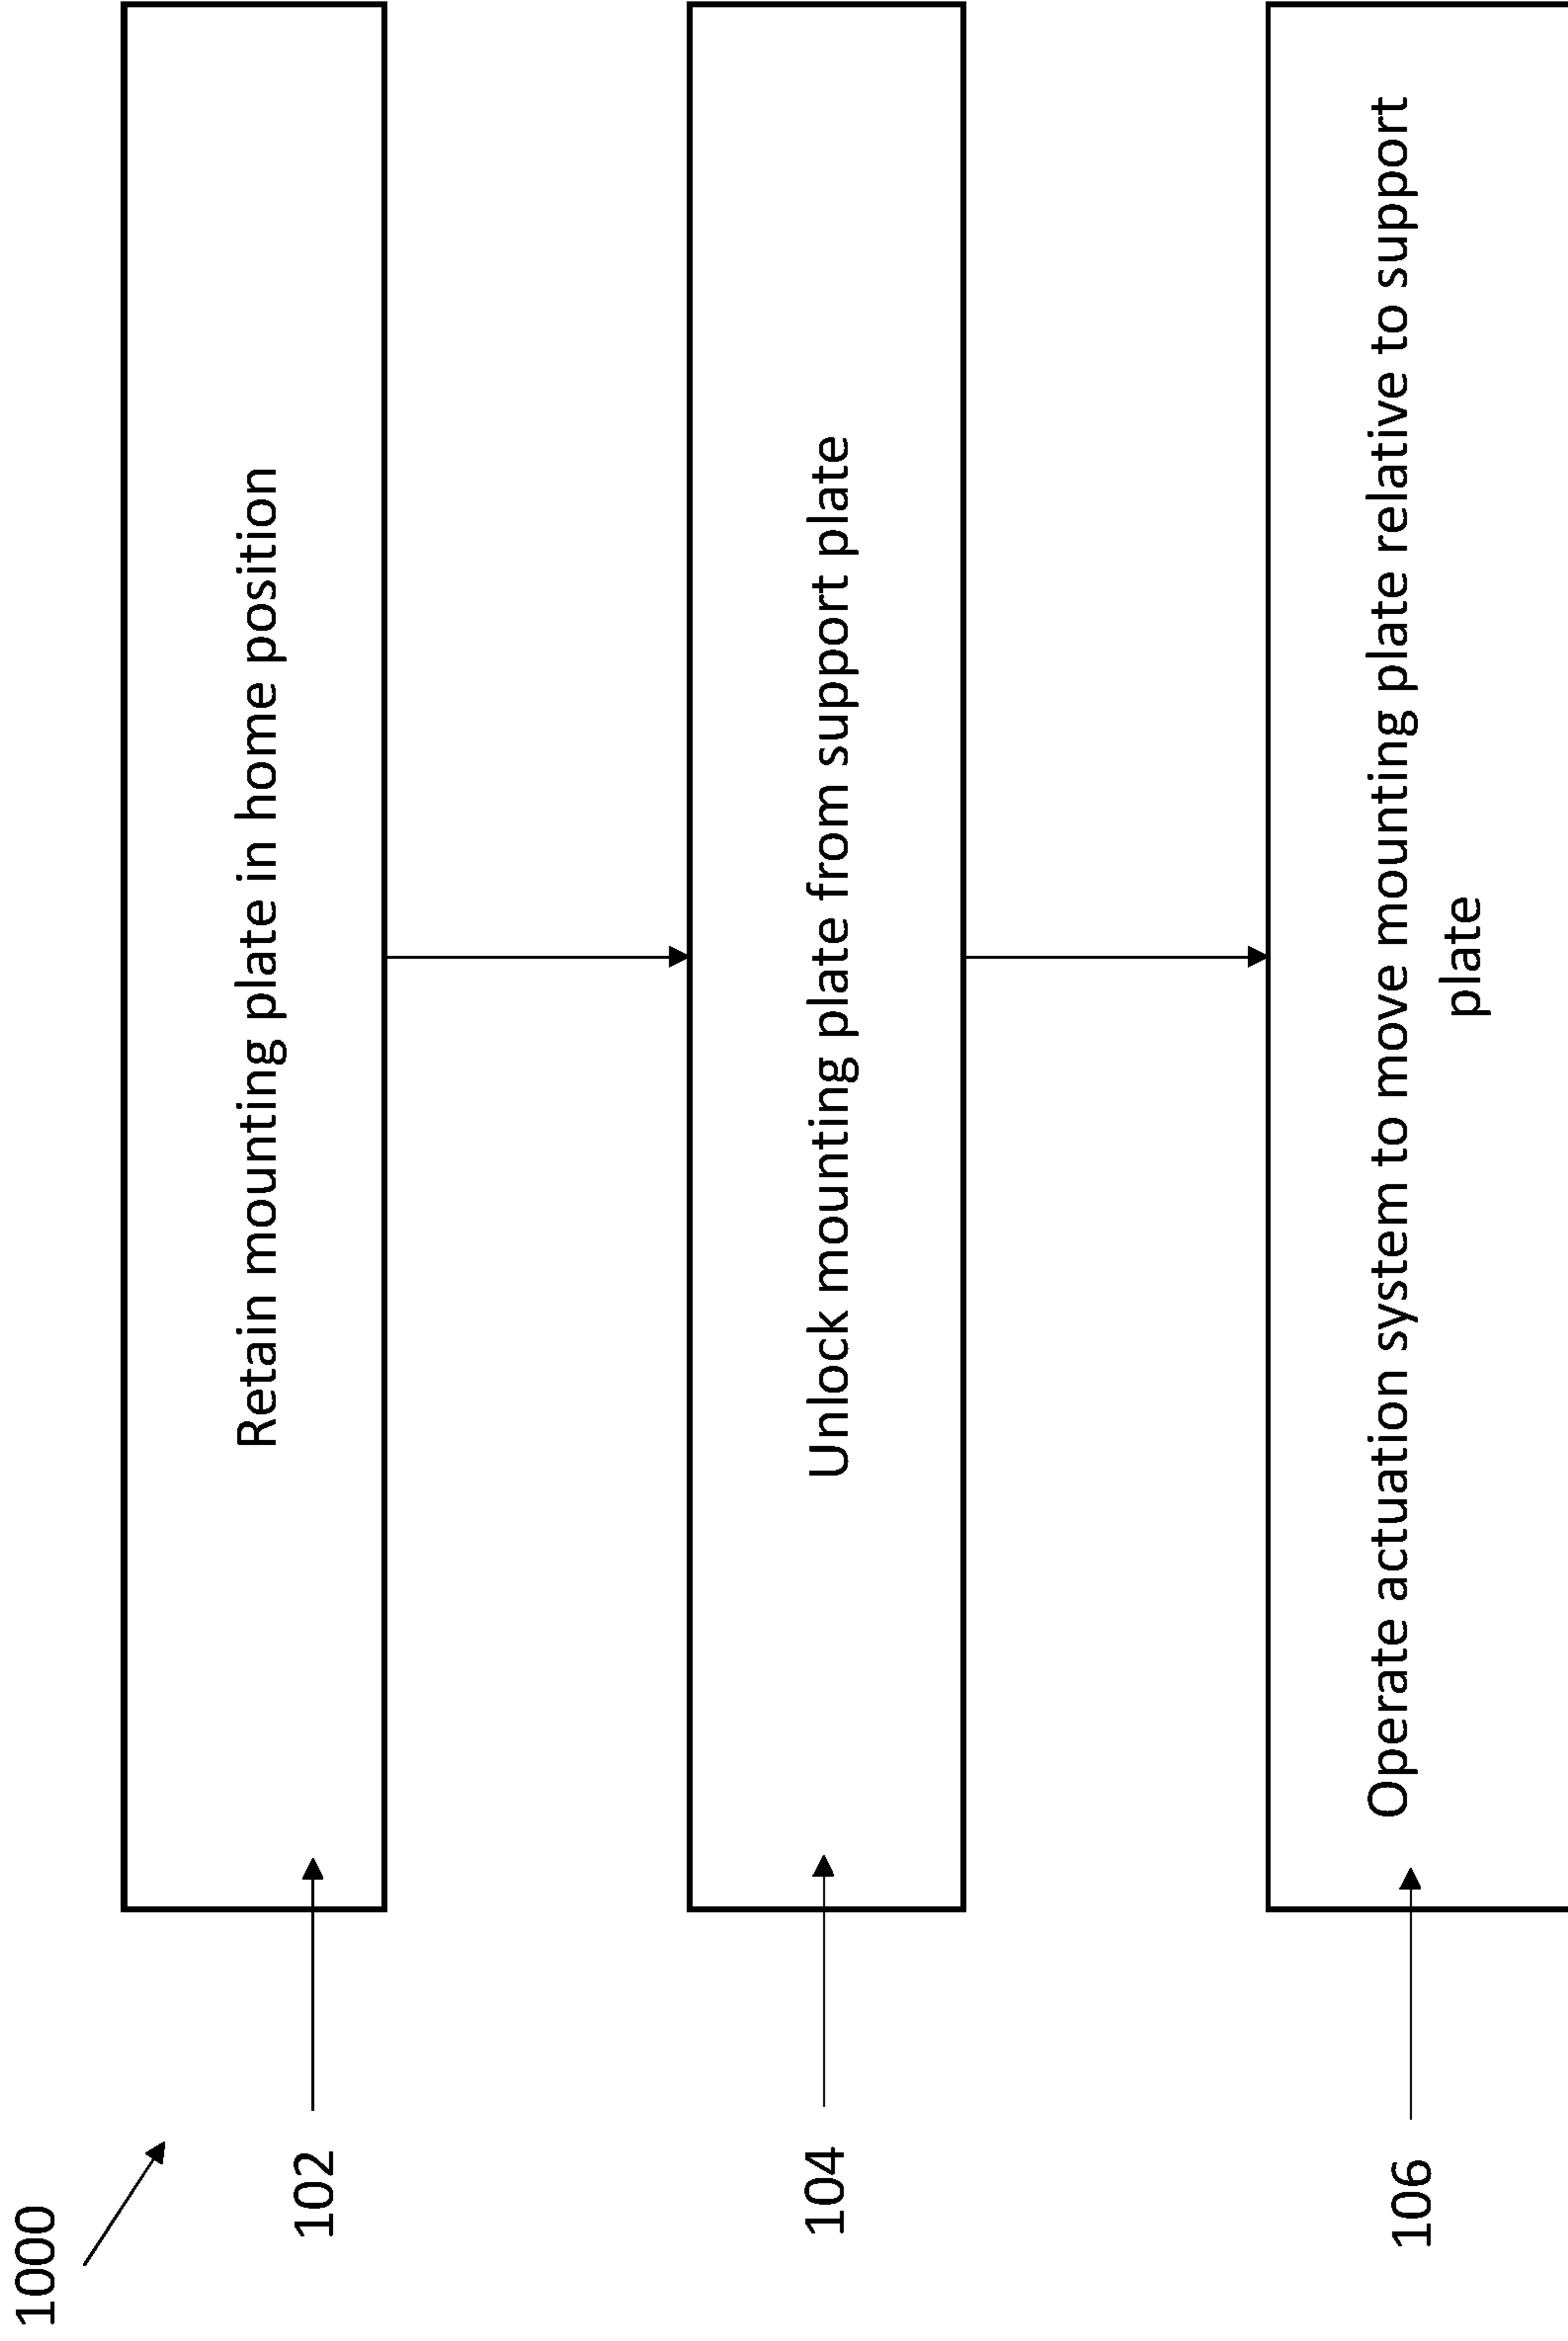 1000
102
Retain mounting plate in home position
104
Unlock mounting plate from support plate
106
Operate actuation system to move mounting plate relative to support
plate